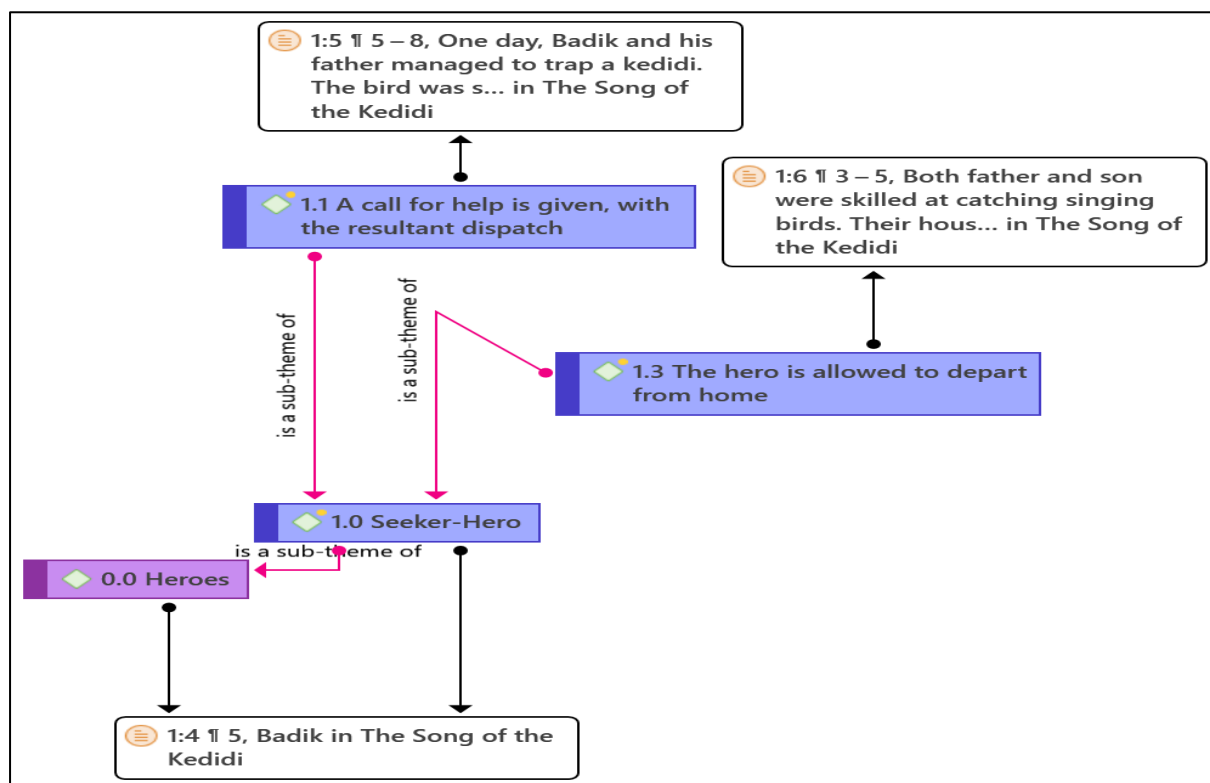 1:5 ¶ 5 – 8, One day, Badik and his
father managed to trap a kedidi.
The bird was s... in The Song of
the Kedidi
1:6 ¶ 3 – 5, Both father and son
were skilled at catching singing
birds. Their hous... in The Song of
the Kedidi
1.1 A call for help is given, with
the resultant dispatch
is a sub-theme of
is a sub-theme of
1.3 The hero is allowed to depart
from home
1.0 Seeker-Hero
is a sub-theme of
0.0 Heroes
1:4 ¶ 5, Badik in The Song of the
Kedidi